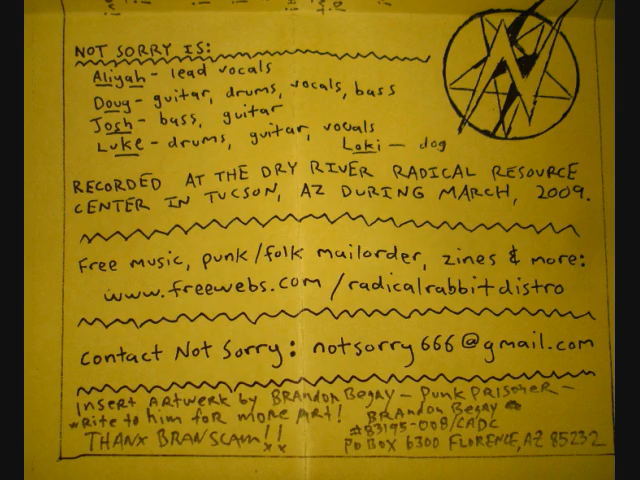 NOT SORRY IS:
Aliyah - lead vocals
Doug - guitar, drums, vocals, bass
Josh - bass, guitar
Luke - drums, guitar, vocals Loki - dog
RECORDED AT THE DRY RIVER RADICAL RESOURCE
CENTER IN TUCSON, AZ DURING MARCH, 2009.
Free music, punk/folk mailorder, zines & more:
www.freewebs.com/radicalrabbitdistro
Contact Not Sorry: notsorry666@gmail.com
Insert Artwerk by BRANdon BEGAY - PUNK PRISONER -
WRite to him FOR MORE ARt! BRANdon BEGAY
THANX BRANSCAM!! #83195-008/CADC
PO BOX 6300 FLORENCE, AZ 85232